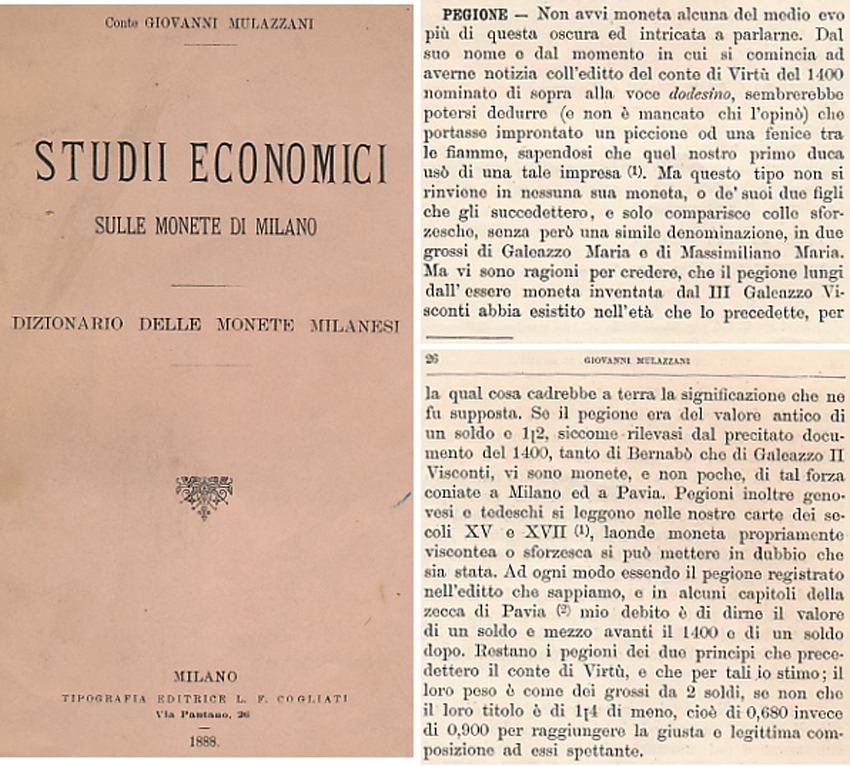 Conte GIOVANNI MULAZZANI
STUDII ECONOMICI
SULLE MONETE DI MILANO
DIZIONARIO DELLE MONETE MILANESI
MILANO
TIPOGRAFIA EDITRICE L. F. COGLIATI
Via Pantano, 26
1888.
PEGIONE — Non avvi moneta alcuna del medio evo
più di questa oscura ed intricata a parlarne. Dal
suo nome e dal momento in cui si comincia ad
averne notizia coll'editto del conte di Virtù del 1400
nominato di sopra alla voce dodesino, sembrerebbe
potersi dedurre (e non è mancato chi l'opinò) che
portasse improntato un piccione od una fenice tra
le fiamme, sapendosi che quel nostro primo duca
usò di una tale impresa (1). Ma questo tipo non si
rinviene in nessuna sua moneta, o de' suoi due figli
che gli succedettero, e solo comparisce colle sfor-
zesche, senza però una simile denominazione, in due
grossi di Galeazzo Maria e di Massimiliano Maria.
Ma vi sono ragioni per credere, che il pegione lungi
dall' essere moneta inventata dal III Galeazzo Vi-
sconti abbia esistito nell'età che lo precedette, per
26 GIOVANNI MULAZZANI
la qual cosa cadrebbe a terra la significazione che ne
fu supposta. Se il pegione era del valore antico di
un soldo e 1|2, siccome rilevasi dal precitato docu-
mento del 1400, tanto di Bernabò che di Galeazzo II
Visconti, vi sono monete, e non poche, di tal forza
coniate a Milano ed a Pavia. Pegioni inoltre geno-
vesi e tedeschi si leggono nelle nostre carte dei se-
coli XV e XVII (1), laonde moneta propriamente
viscontea o sforzesca si può mettere in dubbio che
sia stata. Ad ogni modo essendo il pegione registrato
nell'editto che sappiamo, e in alcuni capitoli della
zecca di Pavia (2) mio debito è di dirne il valore
di un soldo e mezzo avanti il 1400 e di un soldo
dopo. Restano i pegioni dei due principi che prece-
dettero il conte di Virtù, e che per tali io stimo; il
loro peso è come dei grossi da 2 soldi, se non che
il loro titolo è di 1|4 di meno, cioè di 0,680 invece
di 0,900 per raggiungere la giusta e legittima com-
posizione ad essi spettante.